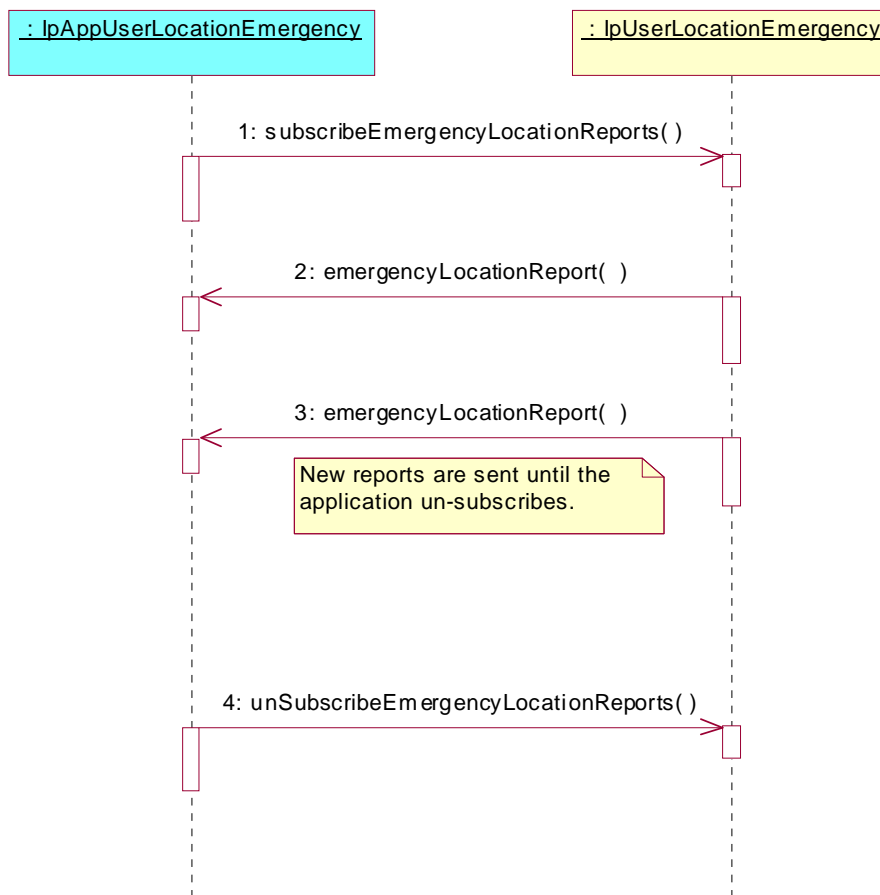 : IpAppUserLocationEmergency
: IpUserLocationEmergency
1: subscribeEmergencyLocationReports( )
2: emergencyLocationReport(  )
3: emergencyLocationReport(  )
New reports are sent until the
application un-subscribes.
4: unSubscribeEmergencyLocationReports( )